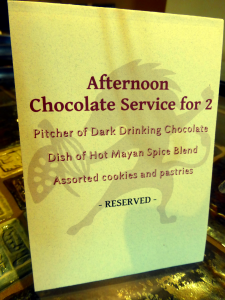 Afternoon
Chocolate Service for 2
Pitcher of Dark Drinking Chocolate
Dish of Hot Mayan Spice Blend
Assorted cookies and pastries
- RESERVED -